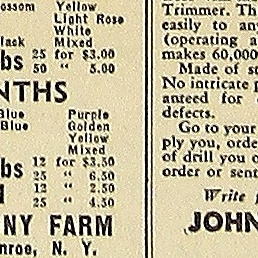 ossom Yellow
Light Rose
White
lack Mixed
bs 25 for $3.00
50 " 5.00
NTHS
Blue Purple
Blue Golden
Yellow
Mixed
bs 12 for $3.50
25 " 6.50
d 12 " 2.50
25 " 4.50
NY FARM
nroe, N. Y.
Trimmer. Th
easily to any
(operating a
makes 60,000
Made of s
No intricate p
anteed for
defects.
Go to your
ply you, orde
of drill you o
order or sent
Write f
JOHN